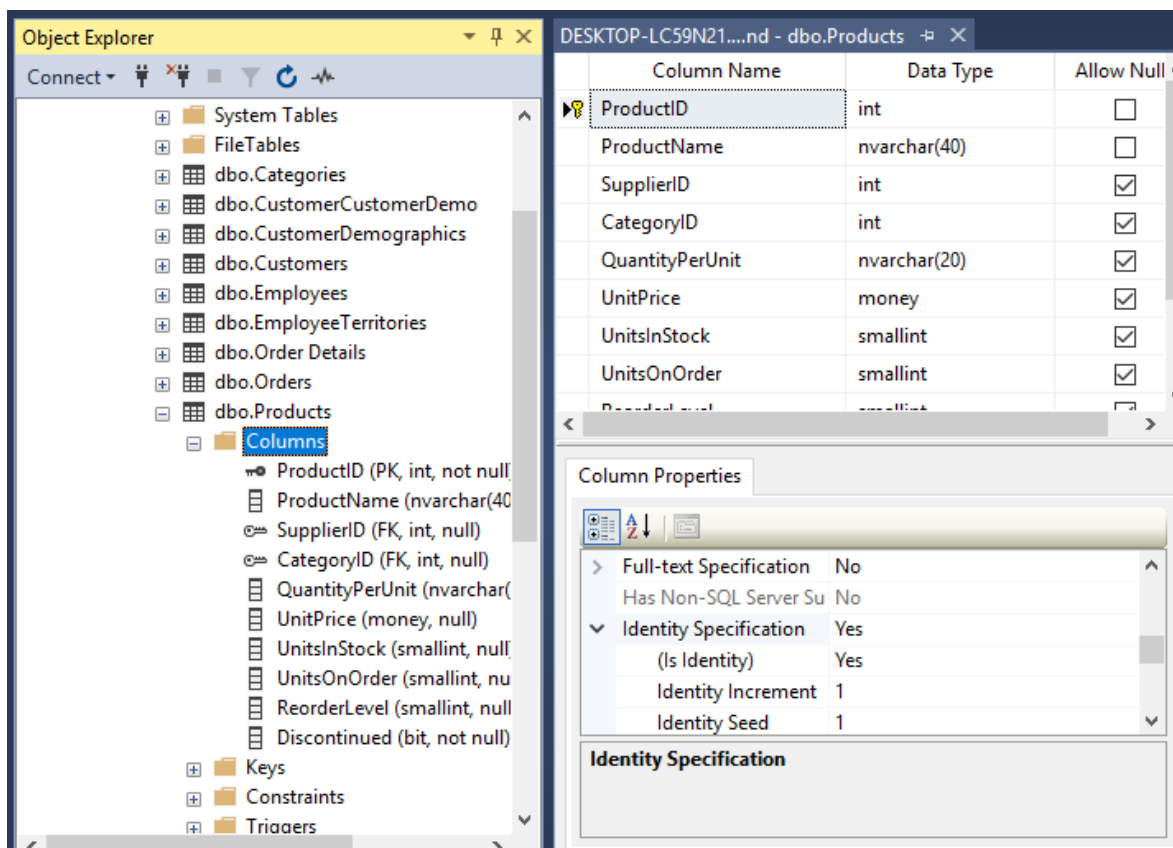 Object Explorer
Connect
System Tables
FileTables
dbo.Categories
dbo.CustomerCustomerDemo
dbo.CustomerDemographics
dbo.Customers
dbo.Employees
dbo.EmployeeTerritories
dbo.Order Details
dbo.Orders
dbo.Products
Columns
ProductID (PK, int, not null)
ProductName (nvarchar(40
SupplierID (FK, int, null)
CategoryID (FK, int, null)
QuantityPerUnit (nvarchar(
UnitPrice (money, null)
UnitsInStock (smallint, null)
UnitsOnOrder (smallint, nu
ReorderLevel (smallint, null
Discontinued (bit, not null)
Keys
Constraints
Triggers
DESKTOP-LC59N21....nd - dbo.Products
Column Name Data Type Allow Null
ProductID int
ProductName nvarchar(40)
SupplierID int
CategoryID int
QuantityPerUnit nvarchar(20)
UnitPrice money
UnitsInStock smallint
UnitsOnOrder smallint
ReorderLevel smallint
Column Properties
Full-text Specification No
Has Non-SQL Server Su No
Identity Specification Yes
(Is Identity) Yes
Identity Increment 1
Identity Seed 1
Identity Specification